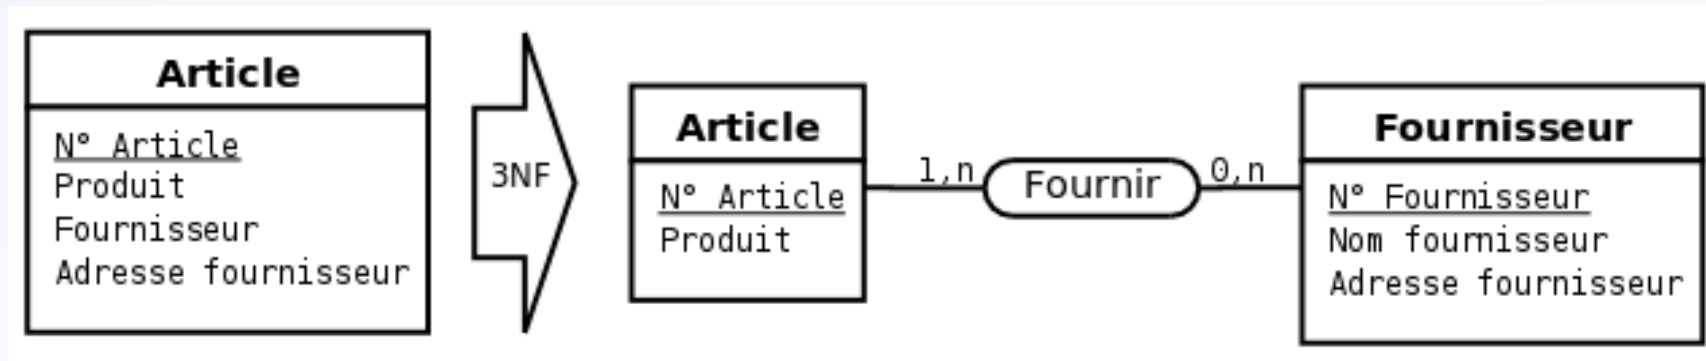 Article
N° Article
Produit
Fournisseur
Adresse fournisseur
3NF
Article
N° Article
Produit
1,n
Fournir
0,n
Fournisseur
N° Fournisseur
Nom fournisseur
Adresse fournisseur